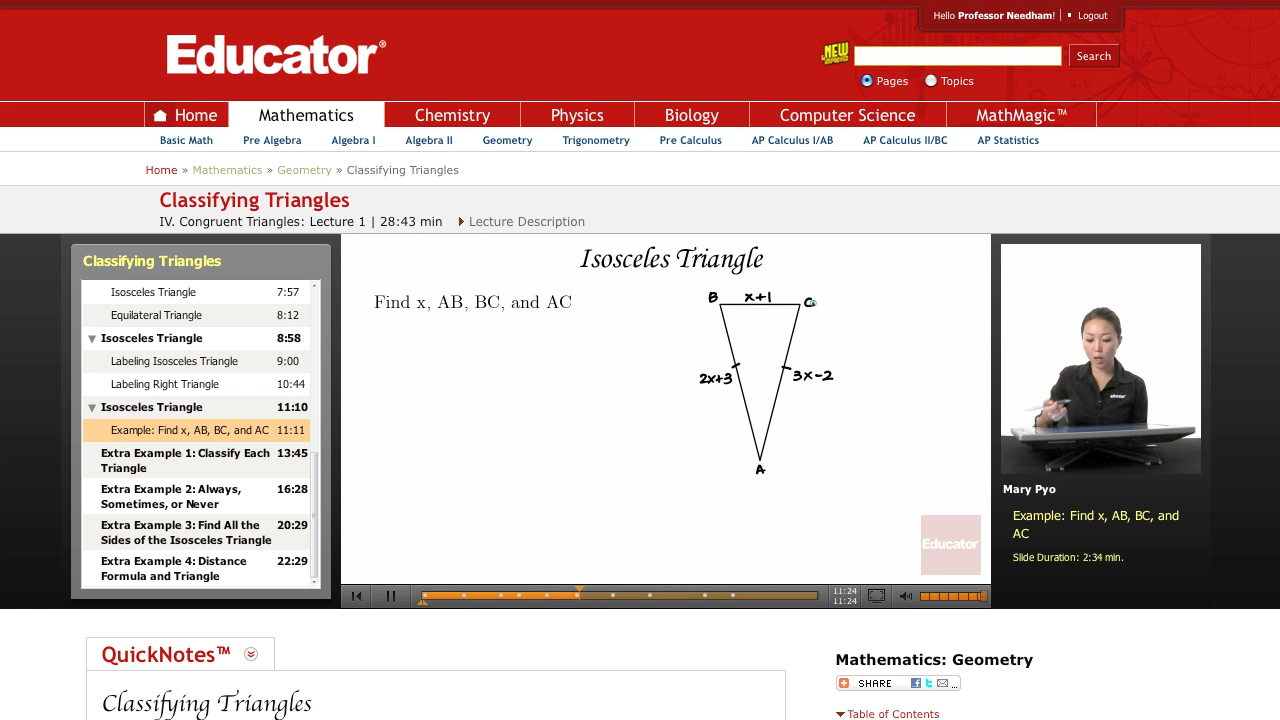 Hello Professor Needham! Logout
Educator®
NEW
Search
Pages Topics
Home Mathematics Chemistry Physics Biology Computer Science MathMagic™
Basic Math Pre Algebra Algebra I Algebra II Geometry Trigonometry Pre Calculus AP Calculus I/AB AP Calculus II/BC AP Statistics
Home » Mathematics » Geometry » Classifying Triangles
Classifying Triangles
IV. Congruent Triangles: Lecture 1 | 28:43 min Lecture Description
Classifying Triangles
Isosceles Triangle 7:57
Equilateral Triangle 8:12
Isosceles Triangle 8:58
Labeling Isosceles Triangle 9:00
Labeling Right Triangle 10:44
Isosceles Triangle 11:10
Example: Find x, AB, BC, and AC 11:11
Extra Example 1: Classify Each 13:45
Triangle
Extra Example 2: Always, 16:28
Sometimes, or Never
Extra Example 3: Find All the 20:29
Sides of the Isosceles Triangle
Extra Example 4: Distance 22:29
Formula and Triangle
Isosceles Triangle
Find x, AB, BC, and AC
B x+1 C
2x+3 3x-2
A
Educator
11:24
11:24
Mary Pyo
Example: Find x, AB, BC, and
AC
Slide Duration: 2:34 min.
QuickNotes™
Classifying Triangles
Mathematics: Geometry
SHARE ...
Table of Contents